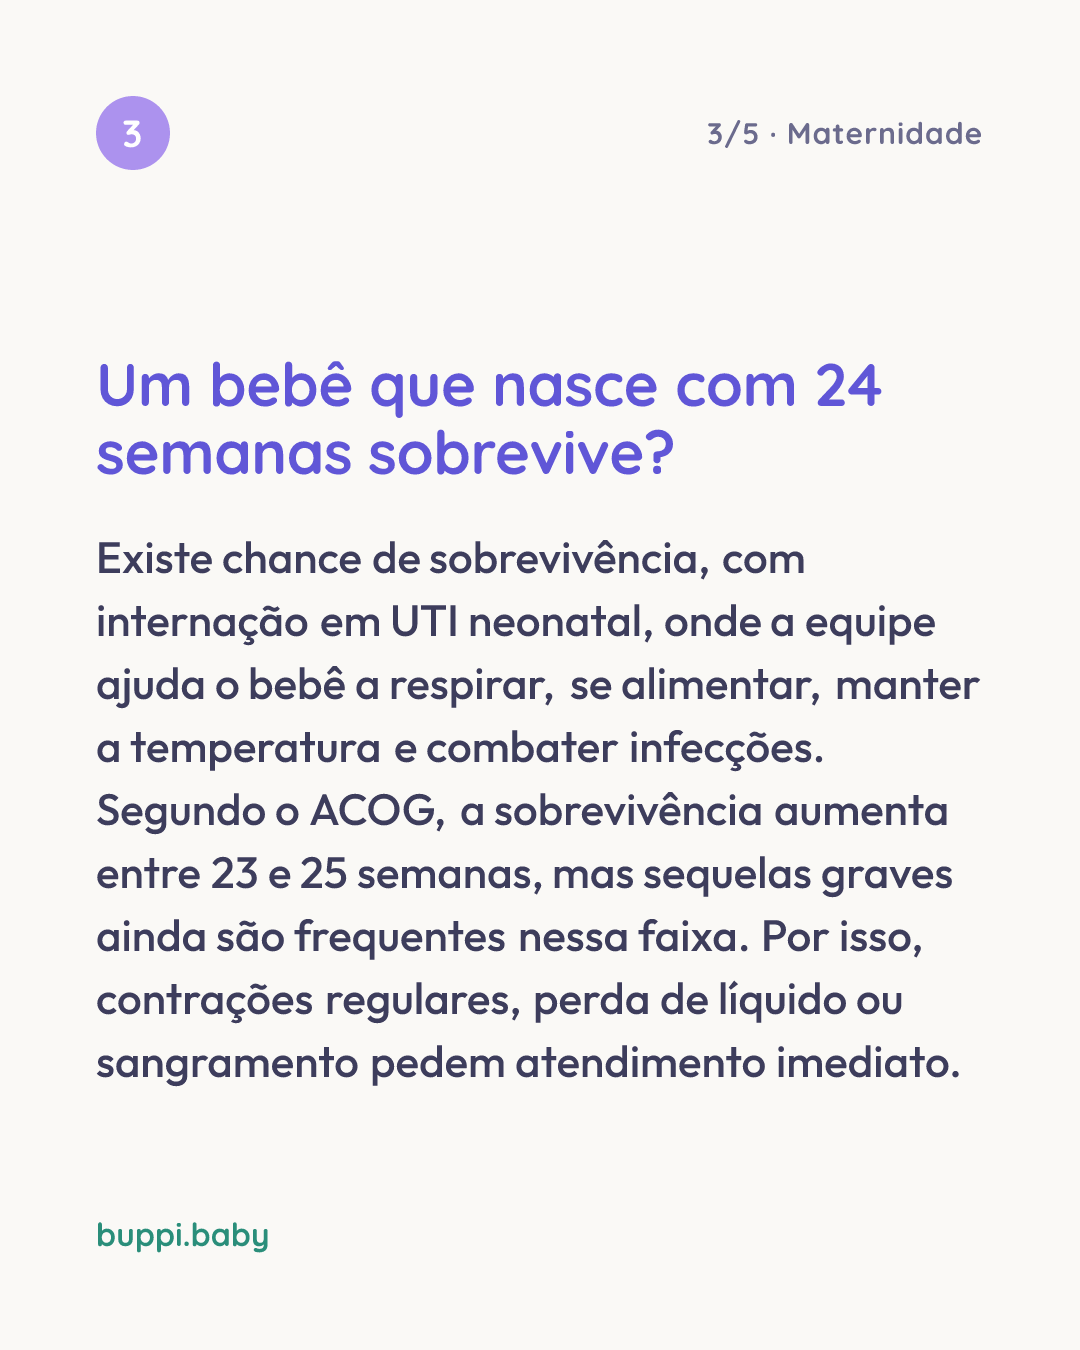 3
3/5 · Maternidade
Um bebê que nasce com 24
semanas sobrevive?
Existe chance de sobrevivência, com
internação em UTI neonatal, onde a equipe
ajuda o bebê a respirar, se alimentar, manter
a temperatura e combater infecções.
Segundo o ACOG, a sobrevivência aumenta
entre 23 e 25 semanas, mas sequelas graves
ainda são frequentes nessa faixa. Por isso,
contrações regulares, perda de líquido ou
sangramento pedem atendimento imediato.
buppi.baby